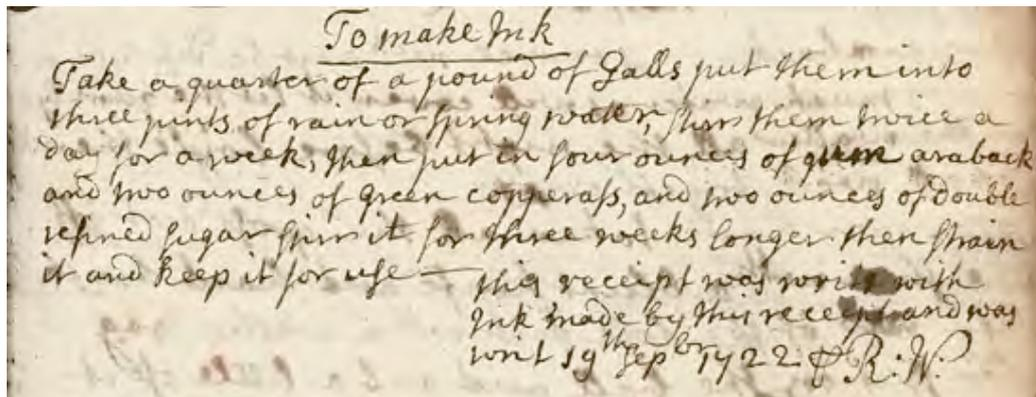 To make Ink
Take a quarter of a pound of Galls put them into
three pints of rain or spring water, stirr them twice a
day for a week, then put in four ounces of gum araback
and two ounces of green copperass, and two ounces of double
refined sugar stirr it for three weeks longer then strain
it and keep it for use —
this receipt was writt with
Ink made by this receipt and was
writ 19th Sepbr 1722 R: W.